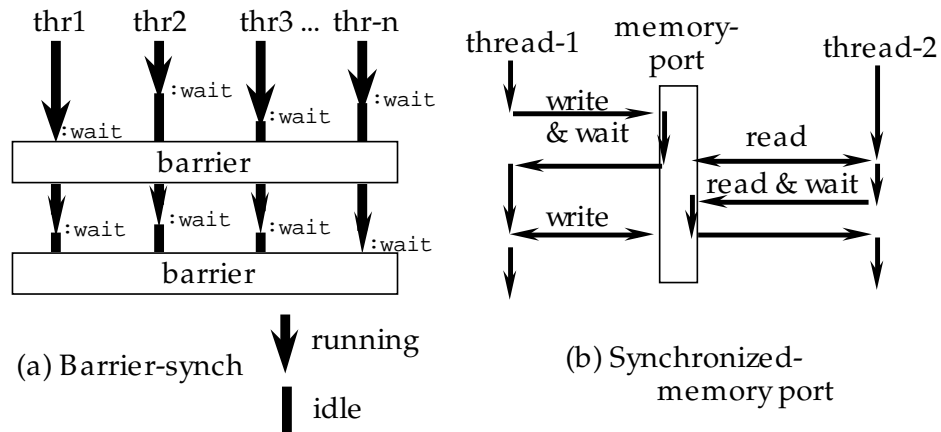 thr1 thr2 thr3 ... thr-n
:wait
:wait
:wait
:wait
barrier
:wait
:wait
:wait
:wait
barrier
running
(a) Barrier-synch
idle
memory-
port
thread-1
thread-2
write
& wait
read
read & wait
write
(b) Synchronized-
memory port